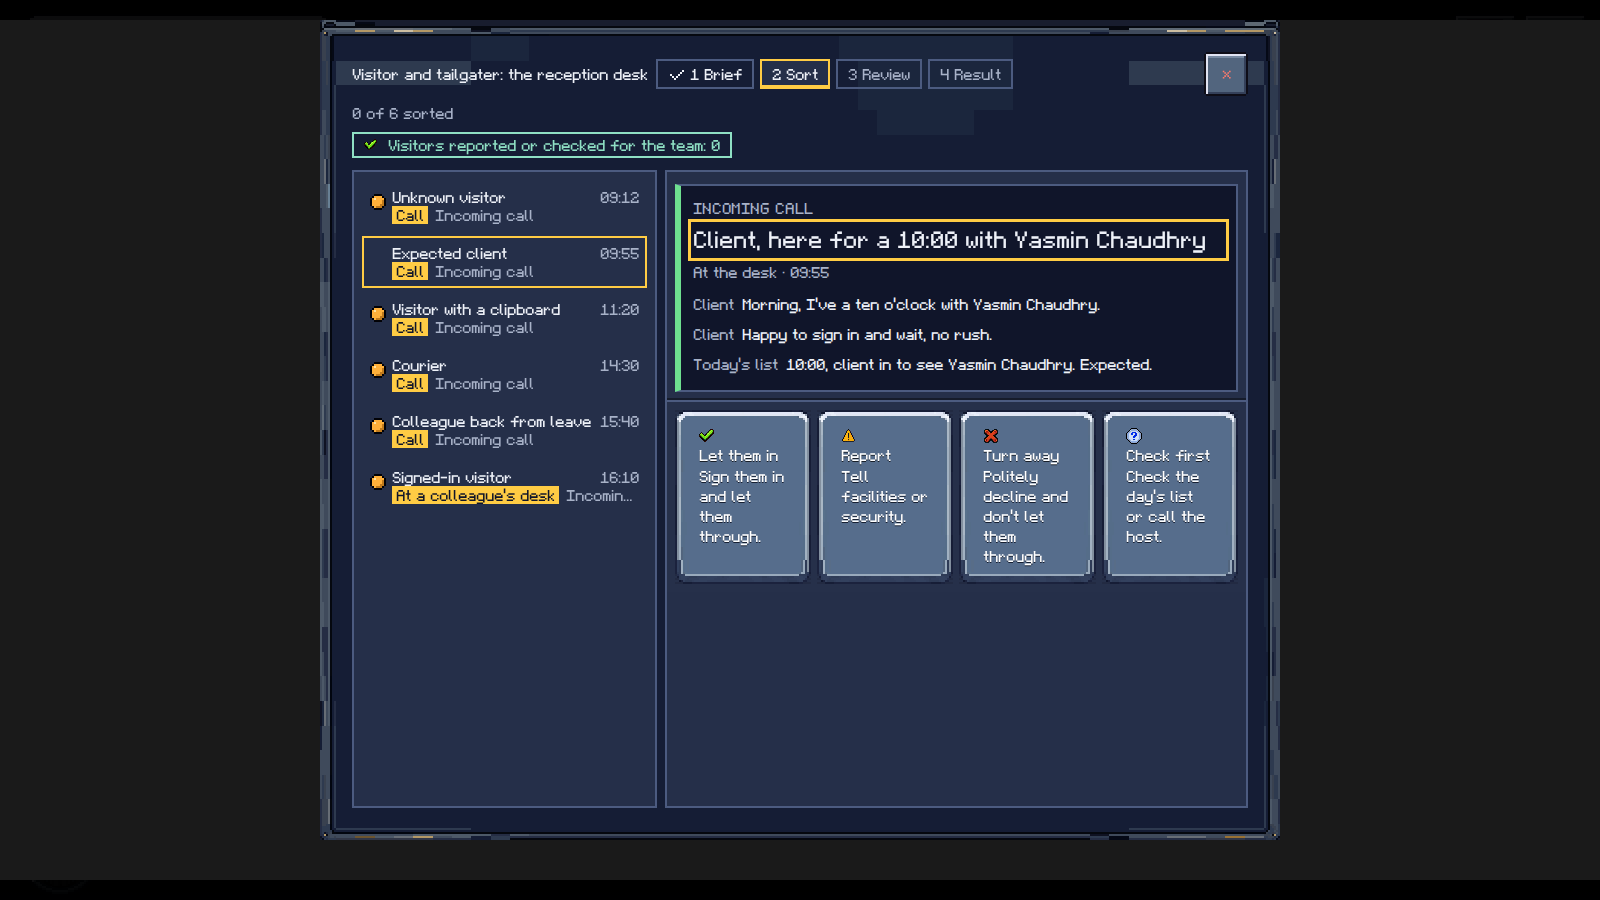 Visitor and tailgater: the reception desk
1 Brief
2 Sort
3 Review
4 Result
0 of 6 sorted
Visitors reported or checked for the team: 0
Unknown visitor 09:12
Call Incoming call
Expected client 09:55
Call Incoming call
Visitor with a clipboard 11:20
Call Incoming call
Courier 14:30
Call Incoming call
Colleague back from leave 15:40
Call Incoming call
Signed-in visitor 16:10
At a colleague's desk Incomin...
INCOMING CALL
Client, here for a 10:00 with Yasmin Chaudhry
At the desk · 09:55
Client Morning, I've a ten o'clock with Yasmin Chaudhry.
Client Happy to sign in and wait, no rush.
Today's list 10:00, client in to see Yasmin Chaudhry. Expected.
Let them in
Sign them in
and let
them
through.
Report
Tell
facilities or
security.
Turn away
Politely
decline and
don't let
them
through.
Check first
Check the
day's list
or call the
host.